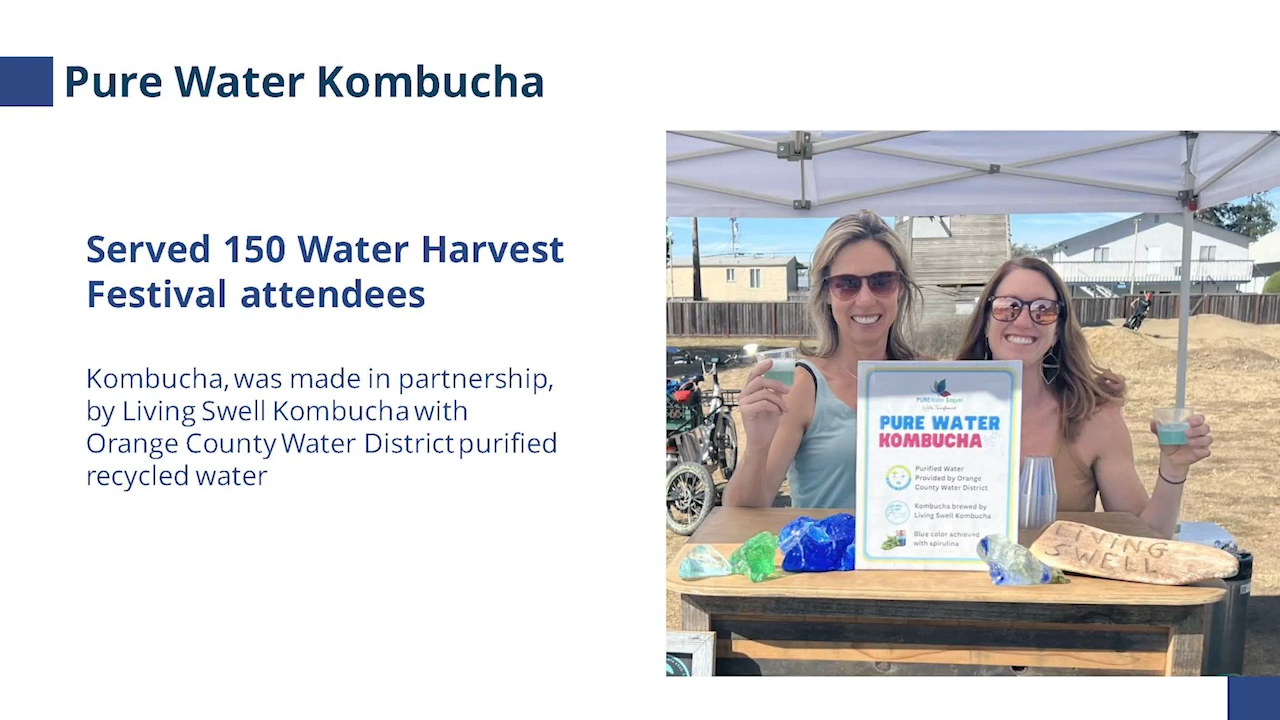 Pure Water Kombucha
Served 150 Water Harvest
Festival attendees
Kombucha, was made in partnership,
by Living Swell Kombucha with
Orange County Water District purified
recycled water
PUREWater Soquel
PURE WATER
KOMBUCHA
Purified Water
Provided by Orange
County Water District
Kombucha brewed by
Living Swell Kombucha
Blue color achieved
with spirulina
LIVING
SWELL